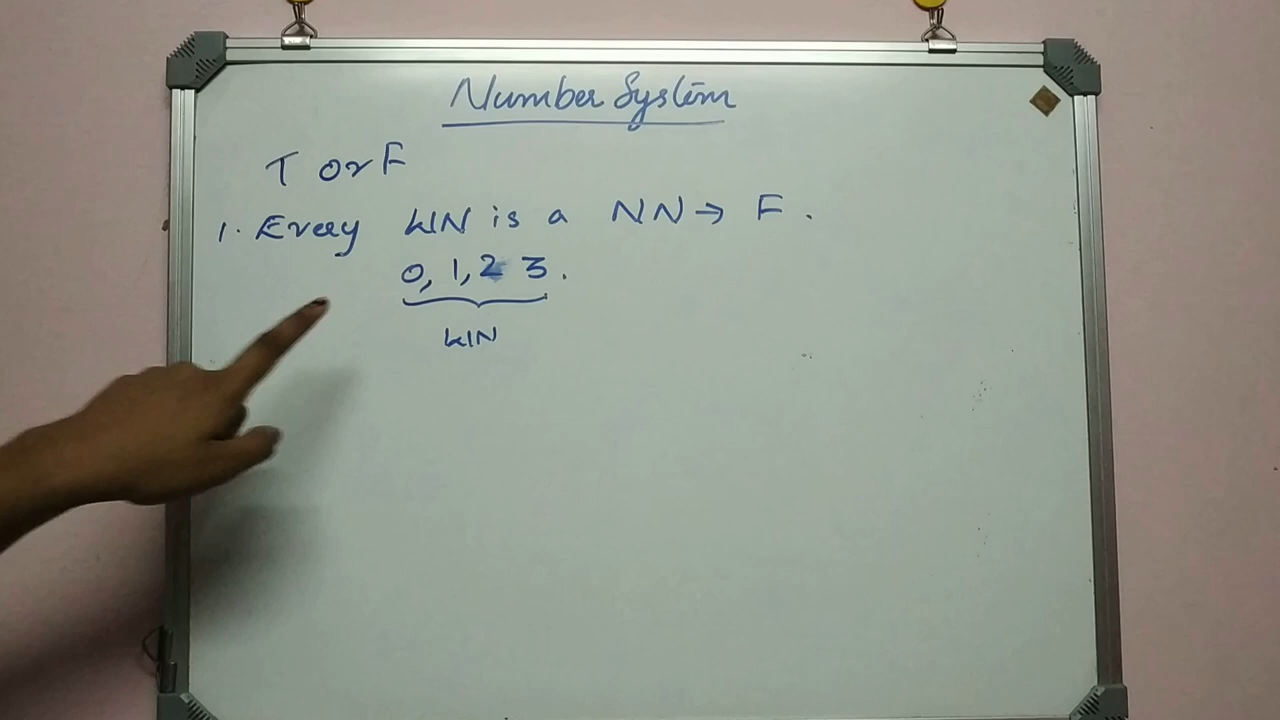 Number System
T or F
1. Every WN is a NN → F.
0, 1, 2 3.
WN